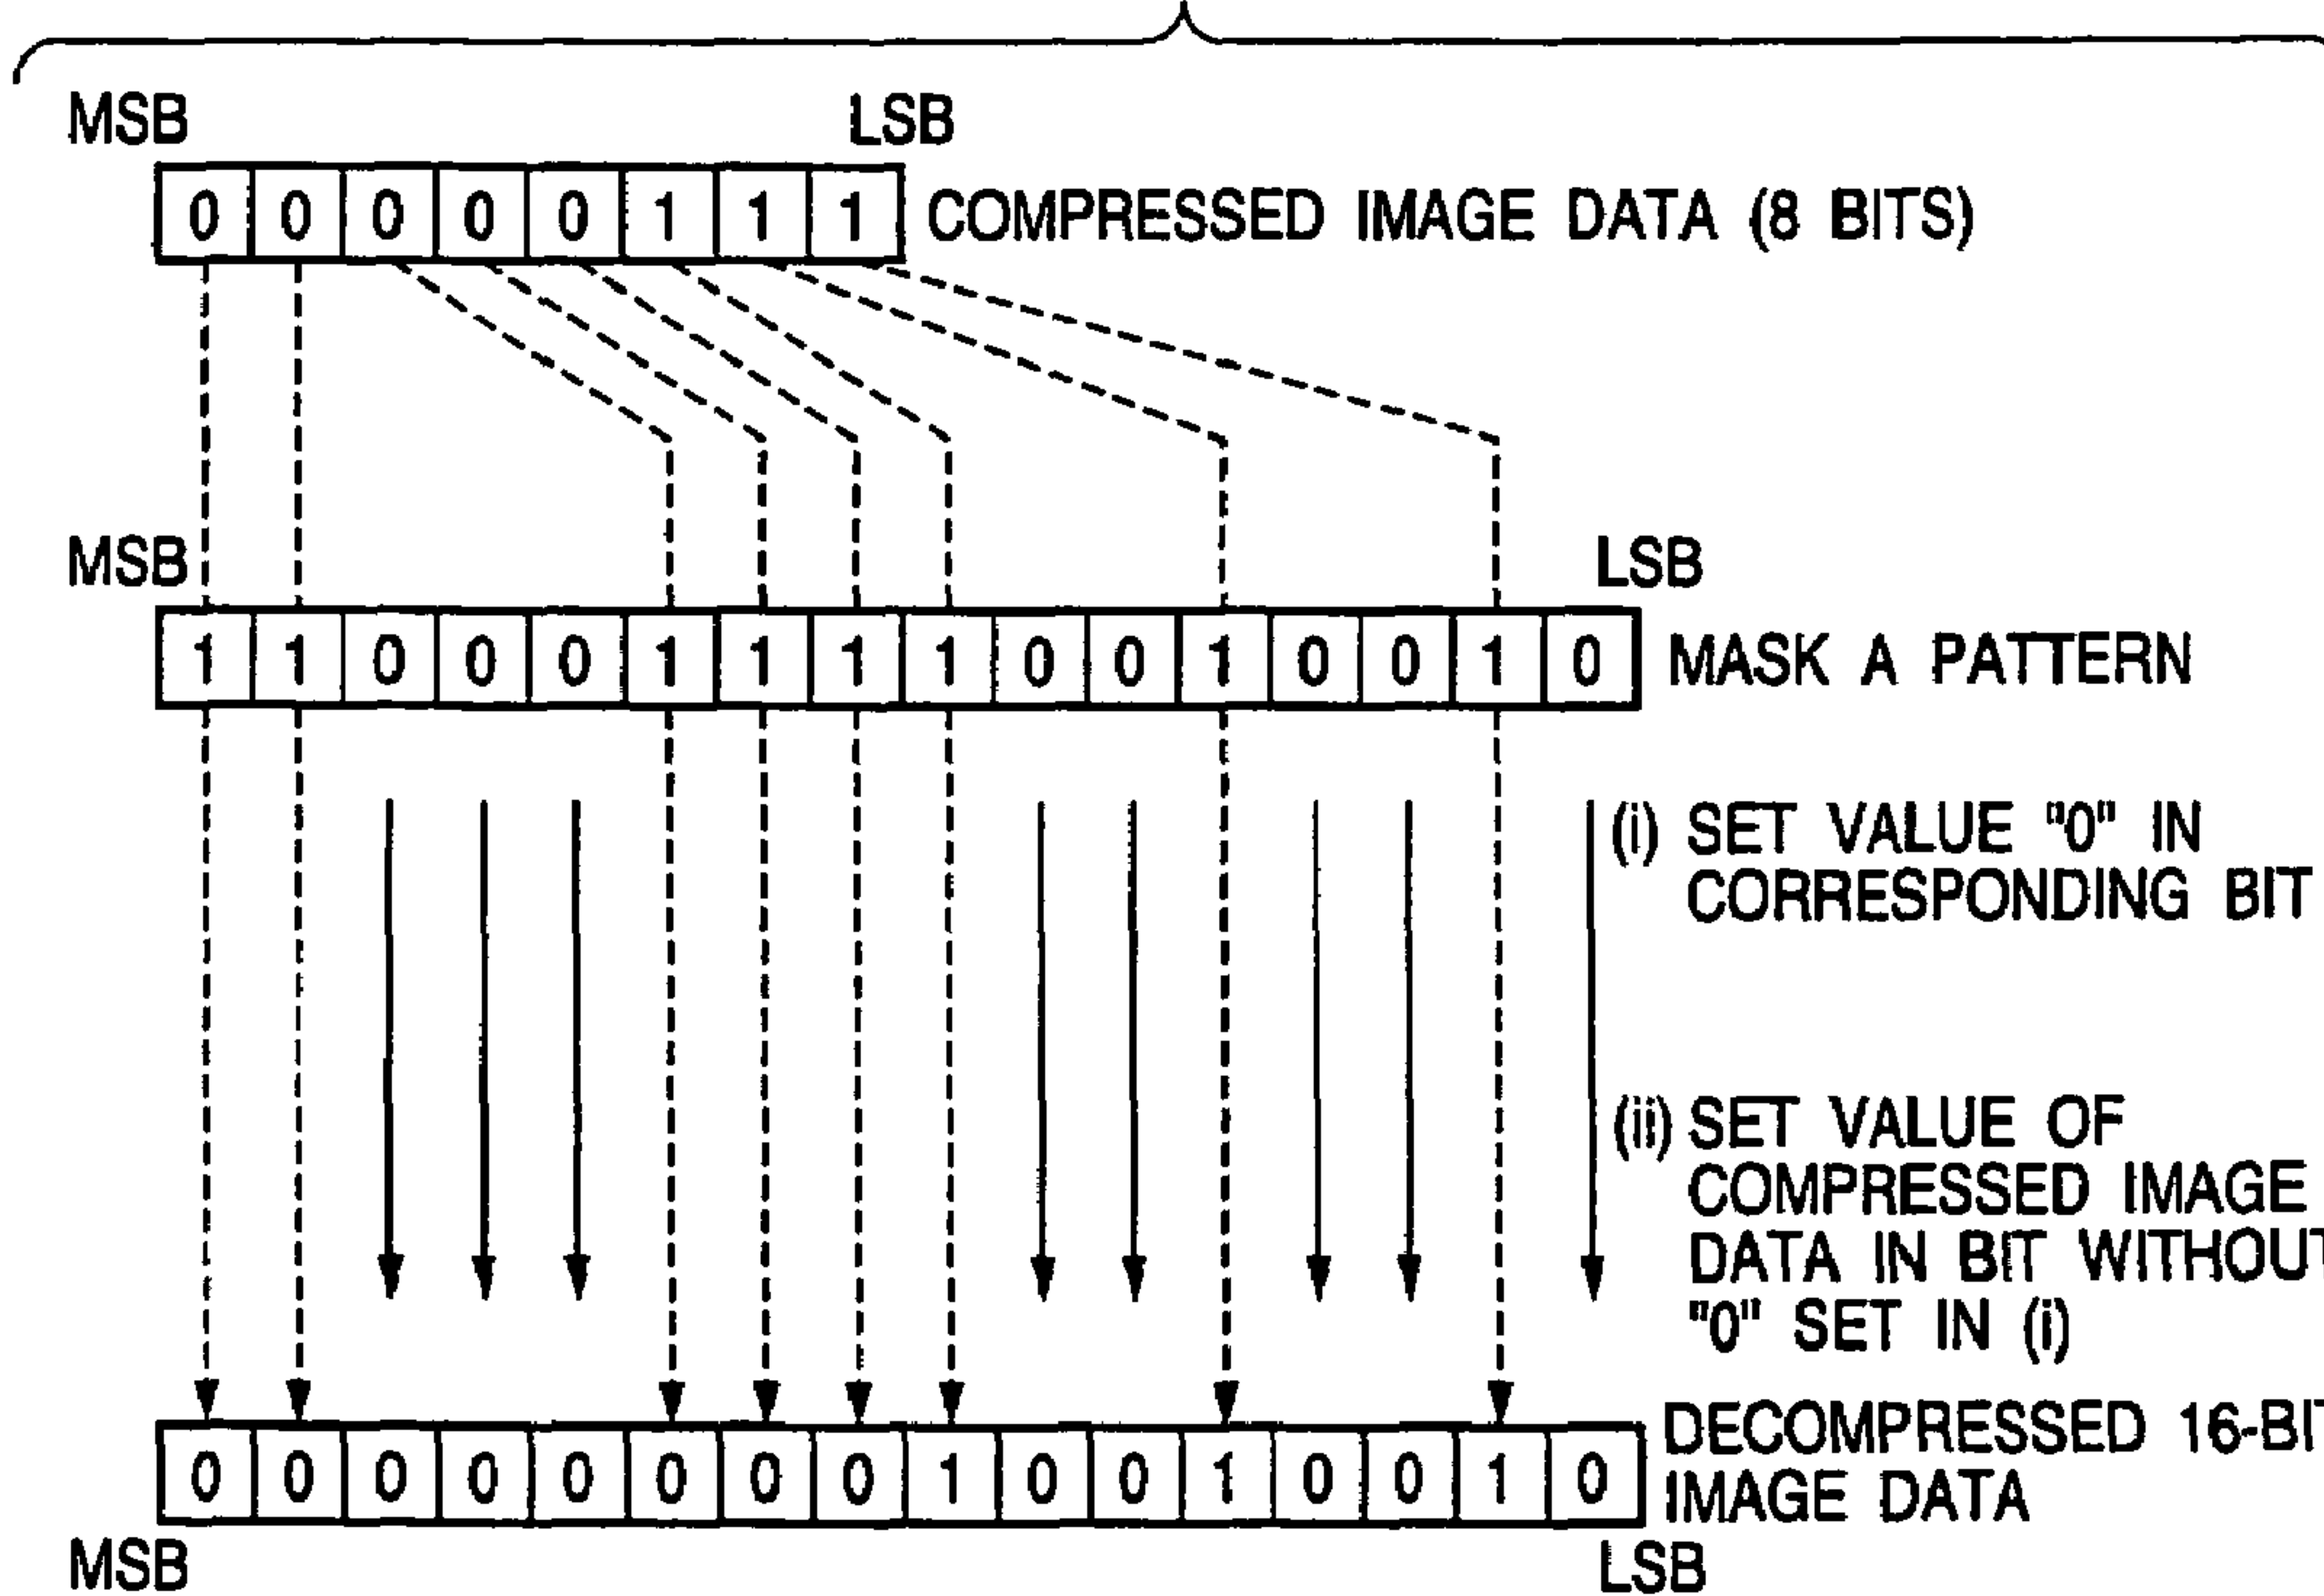 MSB LSB
0 0 0 0 0 1 1 1 COMPRESSED IMAGE DATA (8 BITS)
MSB LSB
1 1 0 0 0 1 1 1 1 0 0 1 0 0 1 0 MASK A PATTERN
(i) SET VALUE "0" IN
CORRESPONDING BIT
(ii) SET VALUE OF
COMPRESSED IMAGE
DATA IN BIT WITHOUT
"0" SET IN (i)
DECOMPRESSED 16-BIT
0 0 0 0 0 0 0 0 1 0 0 1 0 0 1 0
IMAGE DATA
MSB LSB